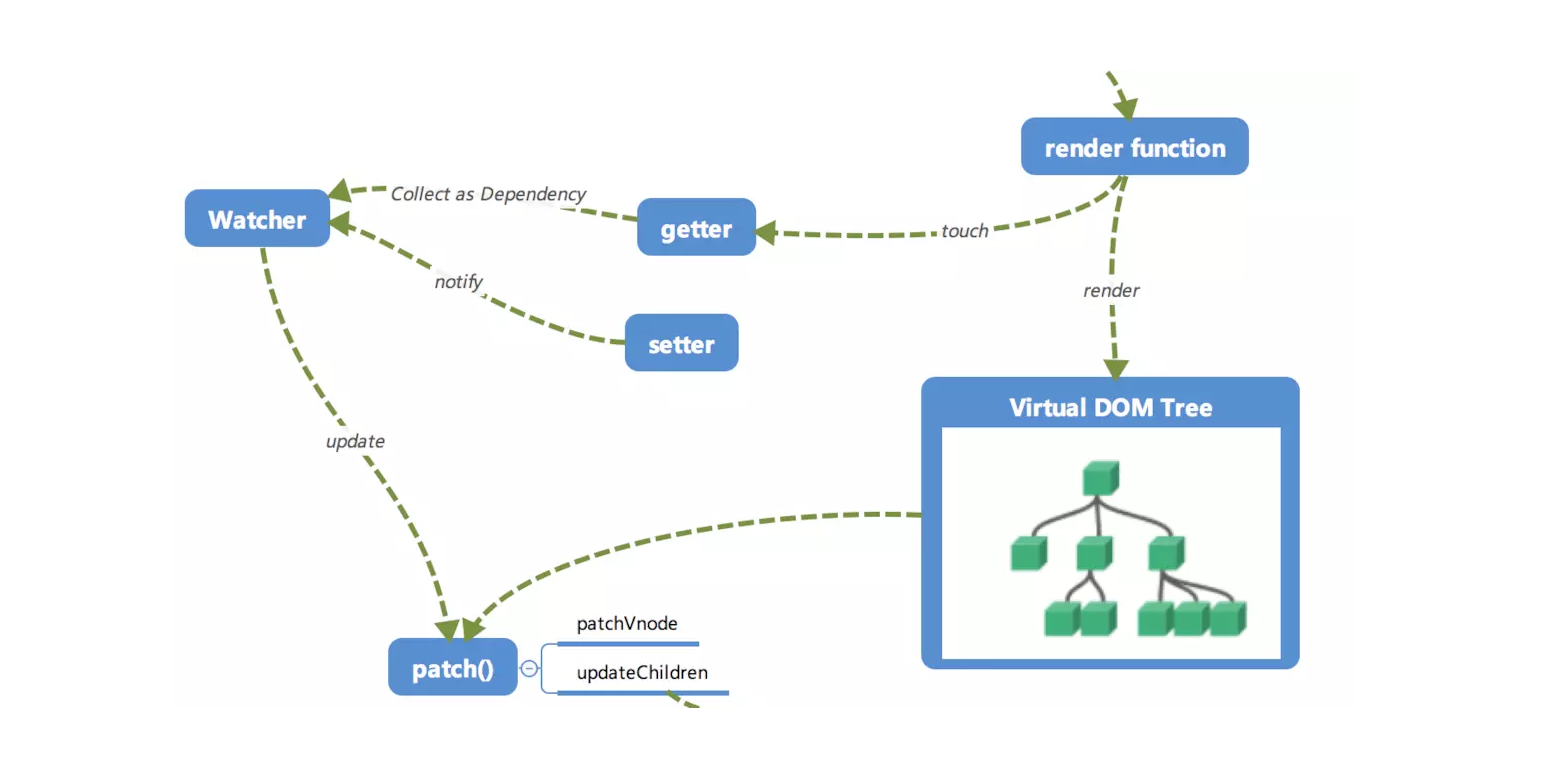 render function
Collect as Dependency
Watcher
getter
touch
notify
render
setter
Virtual DOM Tree
update
patchVnode
patch()
updateChildren